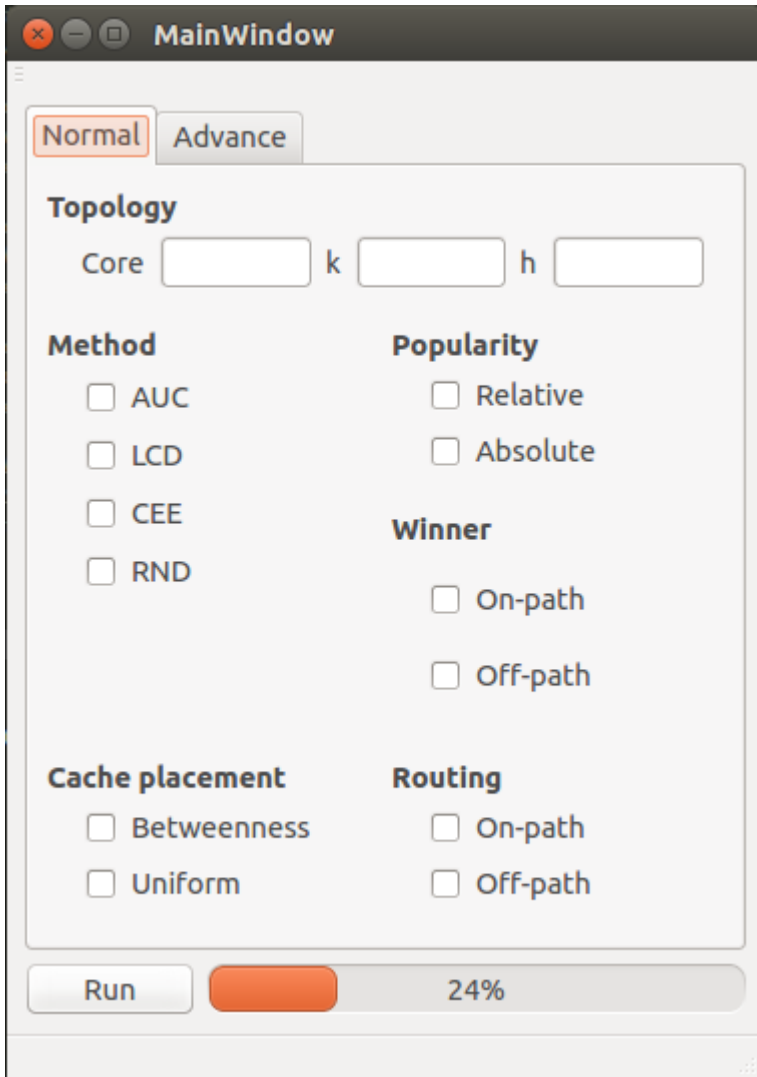 MainWindow
Normal Advance
Topology
Core k h
Method Popularity
AUC Relative
LCD Absolute
CEE
Winner
RND
On-path
Off-path
Cache placement Routing
Betweenness On-path
Uniform Off-path
Run 24%